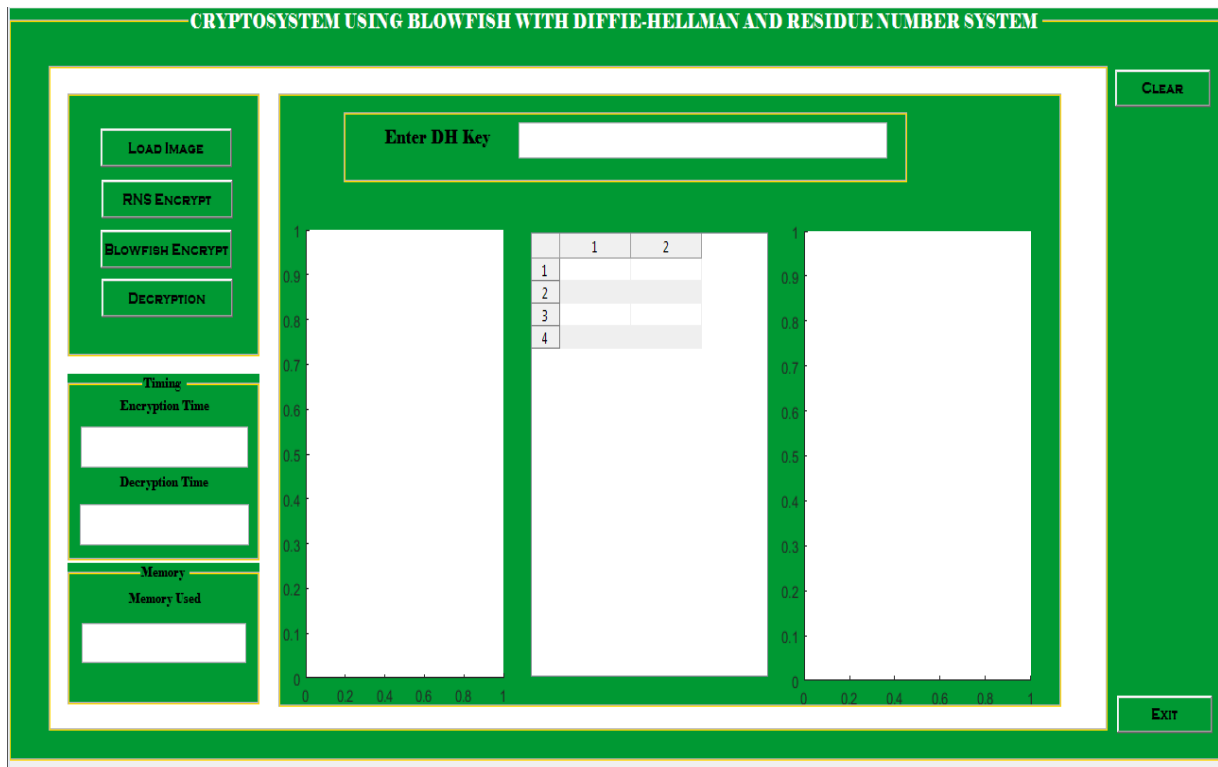 CRYPTOSYSTEM USING BLOWFISH WITH DIFFIE-HELLMAN AND RESIDUE NUMBER SYSTEM
CLEAR
LOAD IMAGE
RNS ENCRYPT
BLOWFISH ENCRYPT
DECRYPTION
Timing
Encryption Time
Decryption Time
Memory
Memory Used
Enter DH Key
1
0.9
0.8
0.7
0.6
0.5
0.4
0.3
0.2
0.1
0
0 0.2 0.4 0.6 0.8 1
1 2
1
2
3
4
1
0.9
0.8
0.7
0.6
0.5
0.4
0.3
0.2
0.1
0
0 0.2 0.4 0.6 0.8 1
EXIT